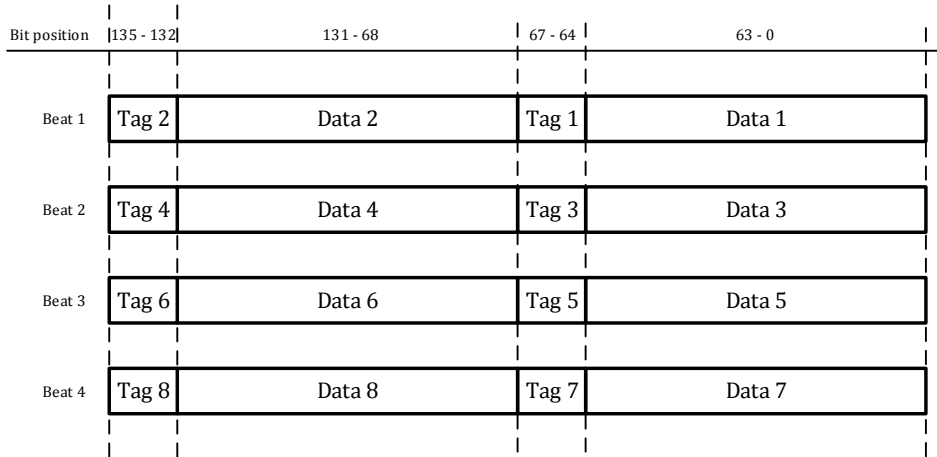 Bit position 135 - 132 131 - 68 67 - 64 63 - 0
Beat 1 Tag 2 Data 2 Tag 1 Data 1
Beat 2 Tag 4 Data 4 Tag 3 Data 3
Beat 3 Tag 6 Data 6 Tag 5 Data 5
Beat 4 Tag 8 Data 8 Tag 7 Data 7